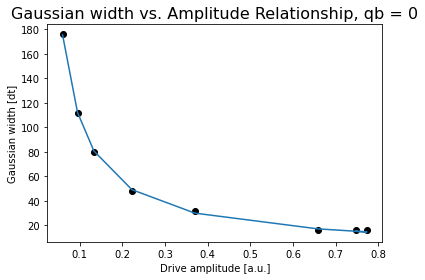 Gaussian width vs. Amplitude Relationship, qb = 0
Gaussian width [dt]
180
160
140
120
100
80
60
40
20
0.1 0.2 0.3 0.4 0.5 0.6 0.7 0.8
Drive amplitude [a.u.]